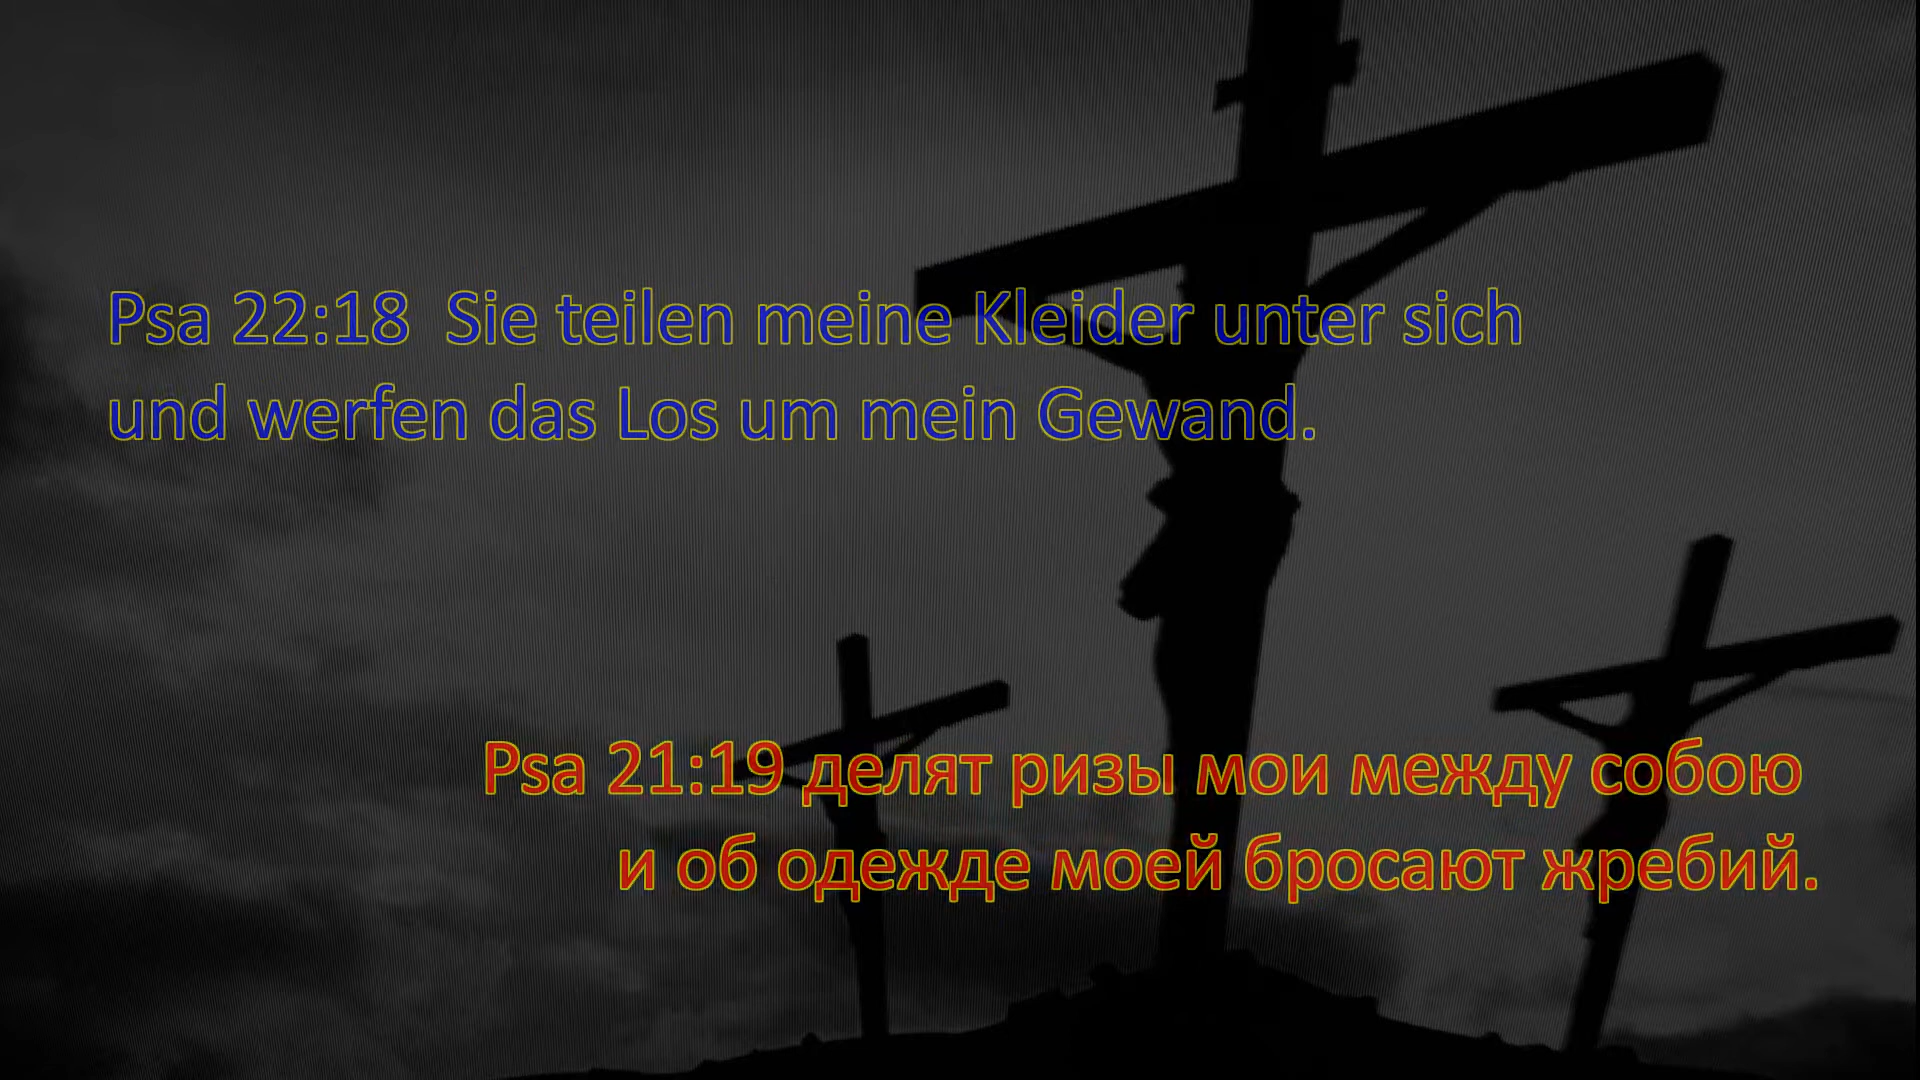 Psa 22:18  Sie teilen meine Kleider unter sich
und werfen das Los um mein Gewand.
Psa 21:19 делят ризы мои между собою
и об одежде моей бросают жребий.